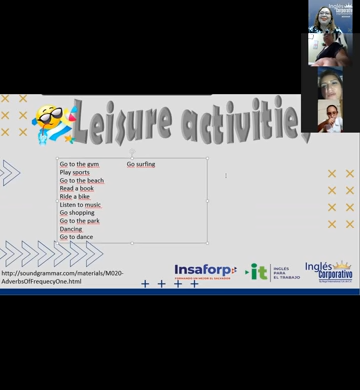 Inglés
Corporativo
Leisure activities
Go to the gym Go surfing
Play sports
Go to the beach
Read a book
Ride a bike
Listen to music
Go shopping
Go to the park
Dancing
Go to dance
http://soundgrammar.com/materials/M020-
AdverbsOfFrequecyOne.html
Insaforp
it
INGLÉS
PARA
EL TRABAJO
Inglés
Corporativo